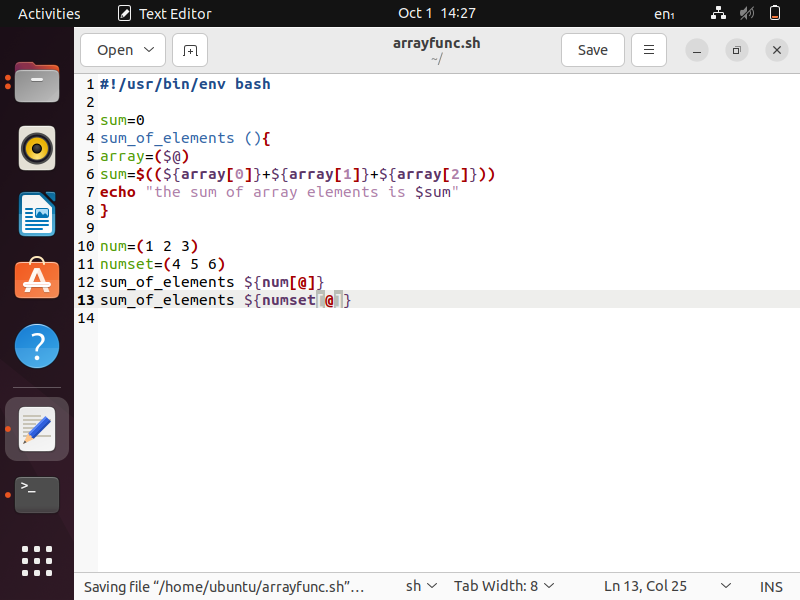 Activities Text Editor Oct 1 14:27 en₁
Open arrayfunc.sh Save
~/
1 #!/usr/bin/env bash
2
3 sum=0
4 sum_of_elements (){
5 array=($@)
6 sum=$((${array[0]}+${array[1]}+${array[2]}))
7 echo "the sum of array elements is $sum"
8 }
9
10 num=(1 2 3)
11 numset=(4 5 6)
12 sum_of_elements ${num[@]}
13 sum_of_elements ${numset[@]}
14
>_
?
Saving file “/home/ubuntu/arrayfunc.sh”… sh Tab Width: 8 Ln 13, Col 25 INS